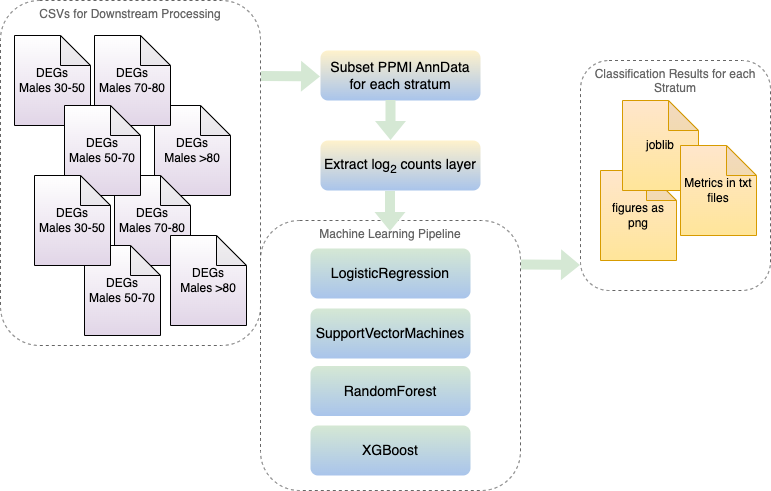 CSVs for Downstream Processing
DEGs
Males 30-50
DEGs
Males 70-80
DEGs
Males 50-70
DEGs
Males >80
DEGs
Males 30-50
DEGs
Males 70-80
DEGs
Males 50-70
DEGs
Males >80
Subset PPMI AnnData
for each stratum
Extract log2 counts layer
Machine Learning Pipeline
LogisticRegression
SupportVectorMachines
RandomForest
XGBoost
Classification Results for each
Stratum
joblib
Metrics in txt
files
figures as
png